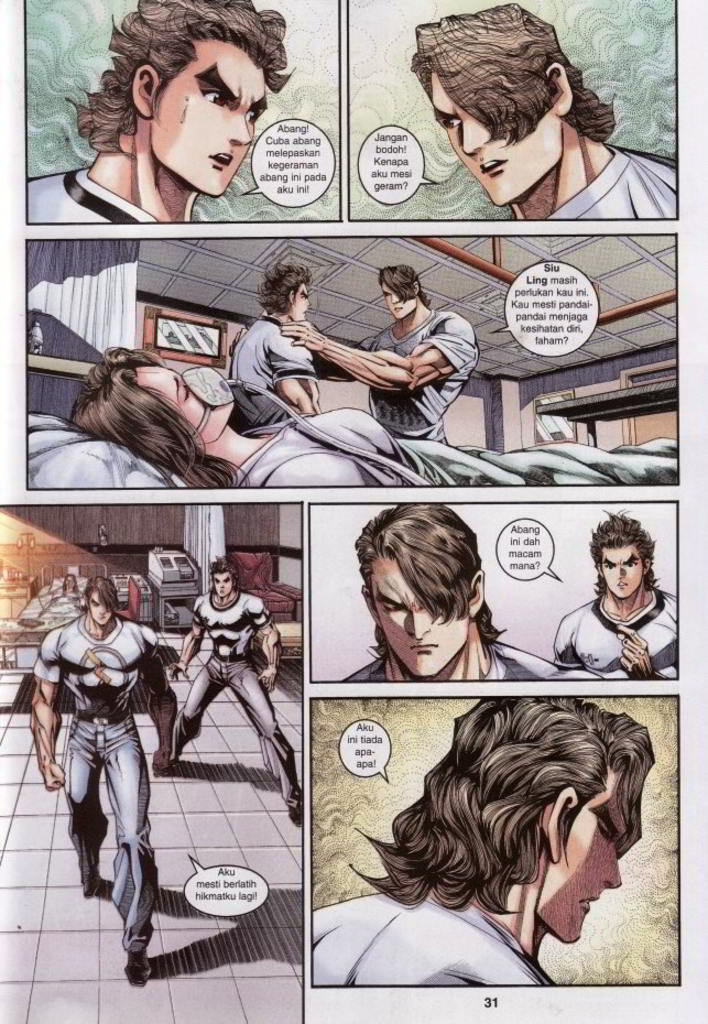 Abang!
Cuba abang
melepaskan
kegeraman
abang ini pada
aku ini!
Jangan
bodoh!
Kenapa
aku mesi
geram?
Siu
Ling masih
perlukan kau ini.
Kau mesti pandai-
pandai menjaga
kesihatan diri,
faham?
Aku
mesti berlatih
hikmatku lagi!
Abang
ini dah
macam
mana?
Aku
ini tiada
apa-
apa!
31